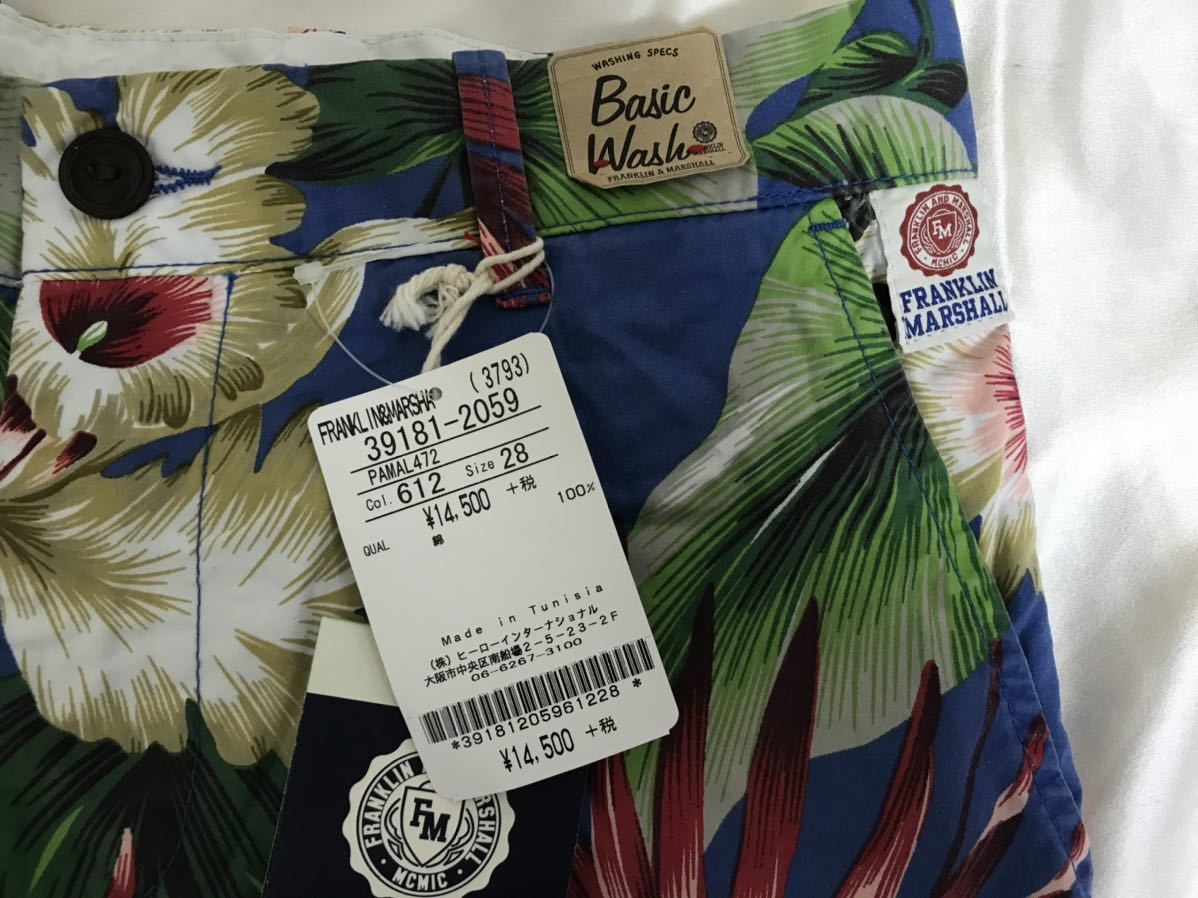 WASHING SPECS
Basic
Wash
FRANKLIN & MARSHALL
FRANKLIN AND MARSHALL
FM
MCMIC
FRANKLIN
MARSHALL
(3793)
FRANKLIN&MARSHA
39181-2059
PAMAL472
Col. 612 Size 28
¥14,500 +税
QUAL 綿 100%
Made in Tunisia
(株)ヒーローインターナショナル
大阪市中央区南船場2-5-23-2F
06-6267-3100
*39181205961228*
¥14,500 +税
FRANKLIN MARSHALL
FM
MCMIC